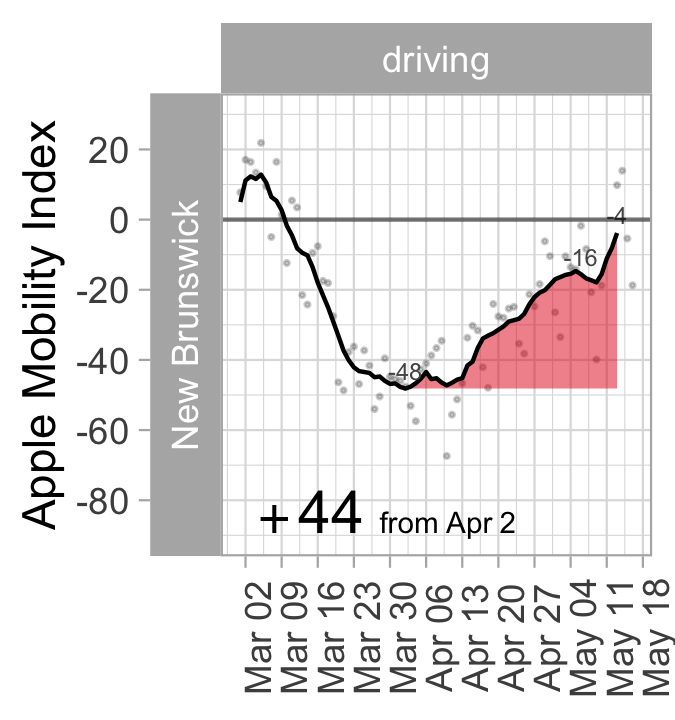 driving
Apple Mobility Index
New Brunswick
20
0
-20
-40
-60
-80
-48
-16
-4
+44 from Apr 2
Mar 02
Mar 09
Mar 16
Mar 23
Mar 30
Apr 06
Apr 13
Apr 20
Apr 27
May 04
May 11
May 18